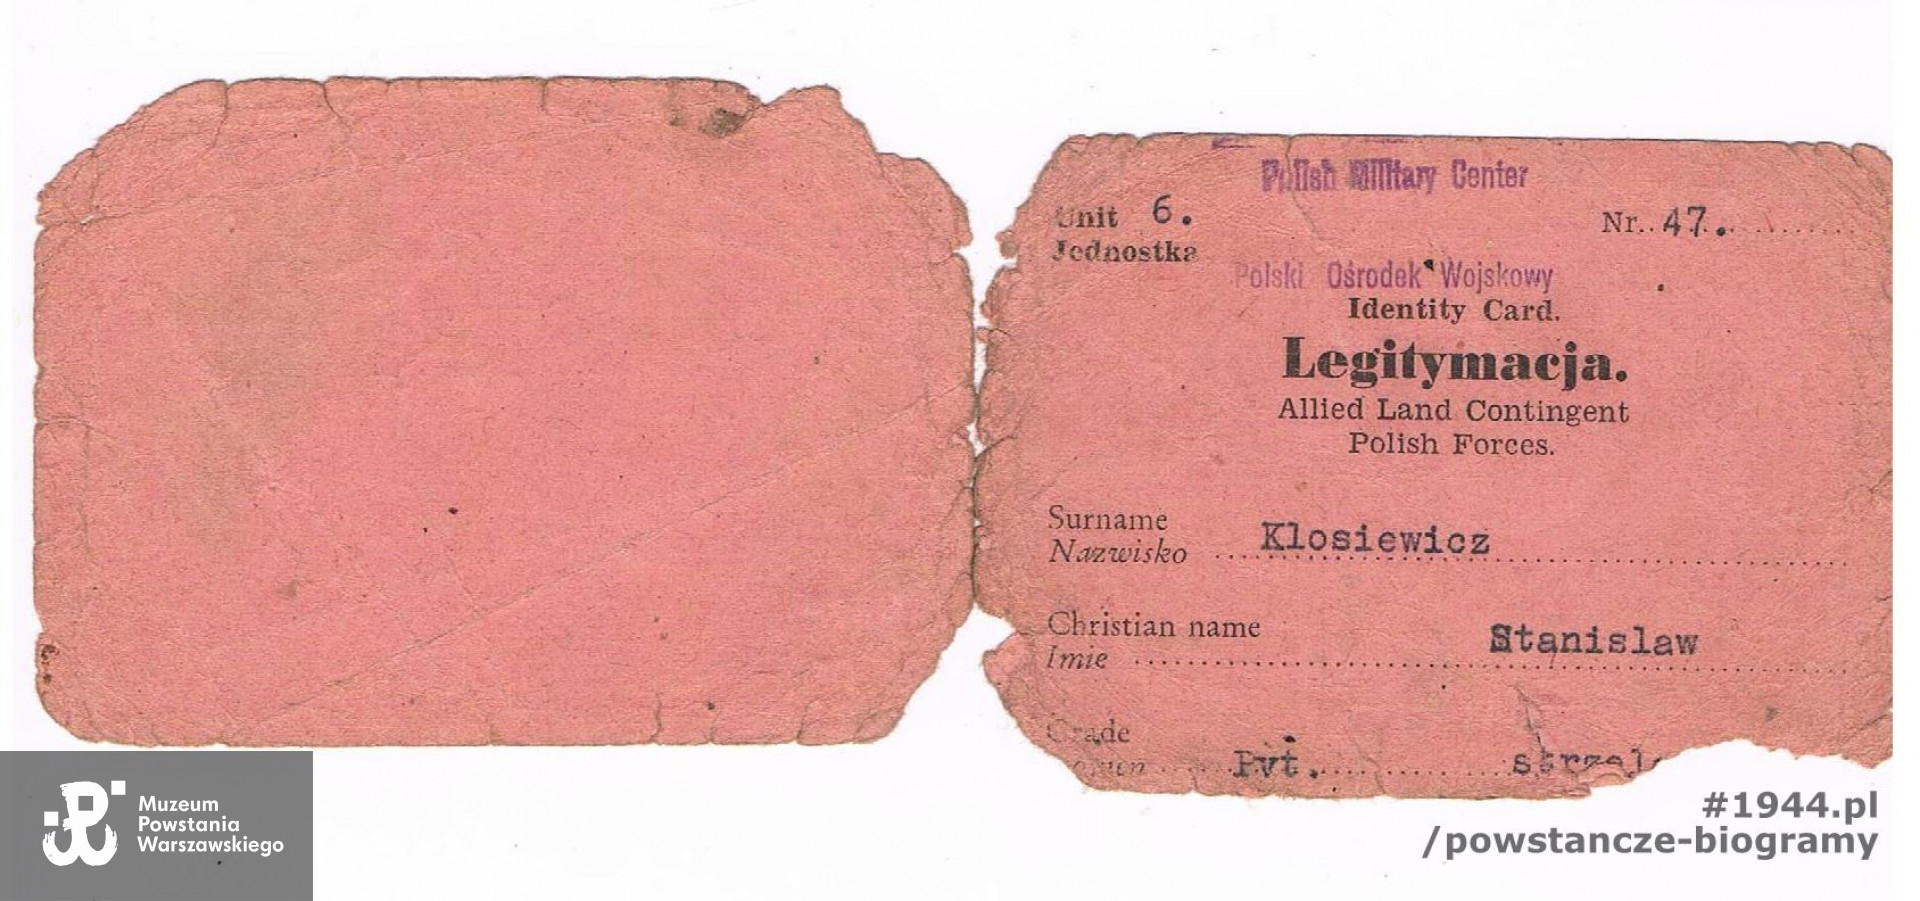 Polish Military Center
Unit 6. Nr. 47.
Jednostka
Polski Ośrodek Wojskowy
Identity Card.
Legitymacja.
Allied Land Contingent
Polish Forces.
Surname
Nazwisko Klosiewicz
Christian name
Imie Stanislaw
Grade
Pvt.
Muzeum
Powstania
Warszawskiego
#1944.pl
/powstancze-biogramy